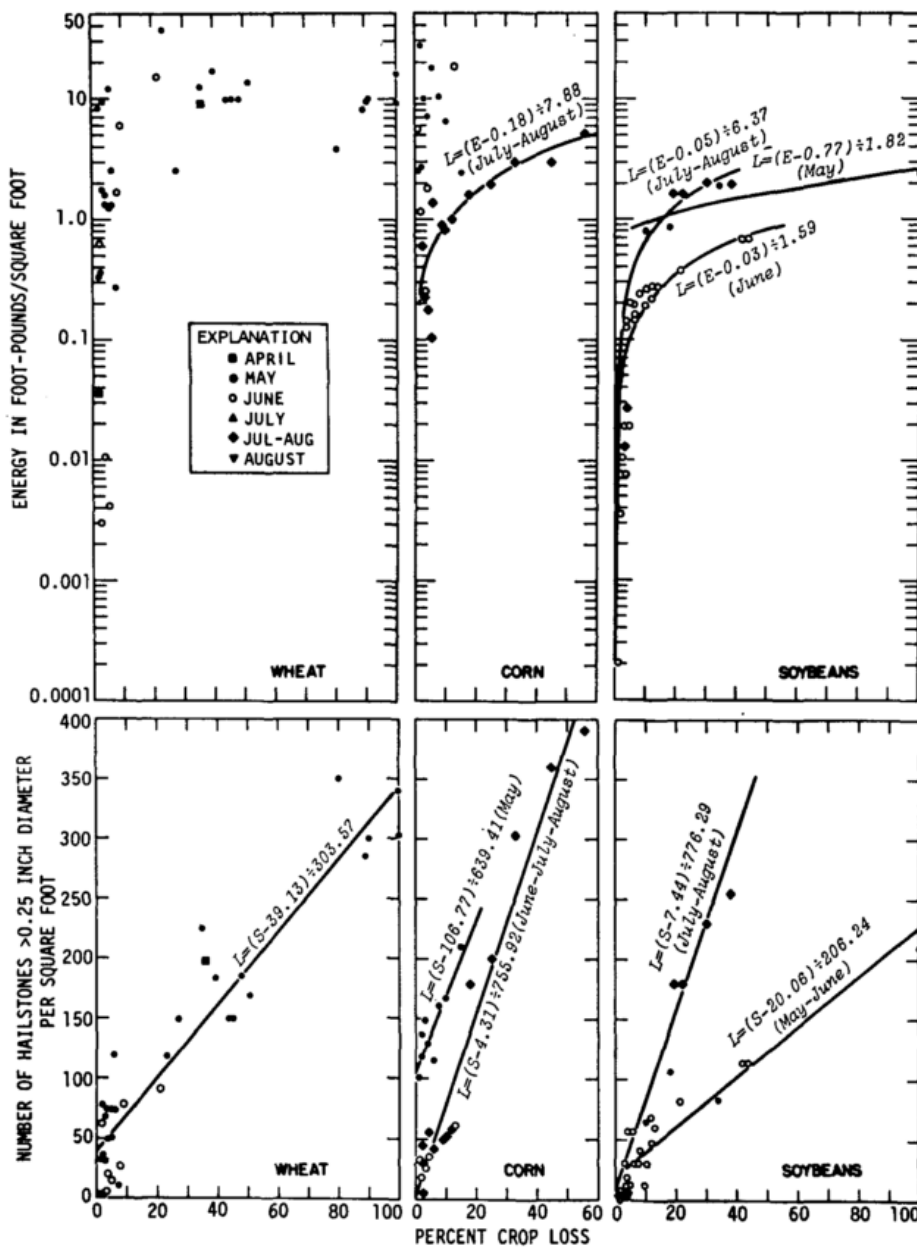 ENERGY IN FOOT-POUNDS/SQUARE FOOT
50
10
1.0
0.1
0.01
0.001
0.0001
EXPLANATION
■ APRIL
● MAY
○ JUNE
▲ JULY
◆ JUL-AUG
▼ AUGUST
WHEAT
L=(E-0.18)÷7.88
(July-August)
CORN
L=(E-0.05)÷6.37
(July-August)
L=(E-0.77)÷1.82
(May)
L=(E-0.03)÷1.59
(June)
SOYBEANS
NUMBER OF HAILSTONES >0.25 INCH DIAMETER
PER SQUARE FOOT
400
350
300
250
200
150
100
50
0
L=(S-39.13)÷303.57
WHEAT
0 20 40 60 80 100
L=(S-106.77)÷639.41(May)
L=(S-4.31)÷755.92(June-July-August)
CORN
0 10 20 30 40 50 60
L=(S-7.44)÷776.29
(July-August)
L=(S-20.06)÷206.24
(May-June)
SOYBEANS
0 20 40 60 80 100
PERCENT CROP LOSS